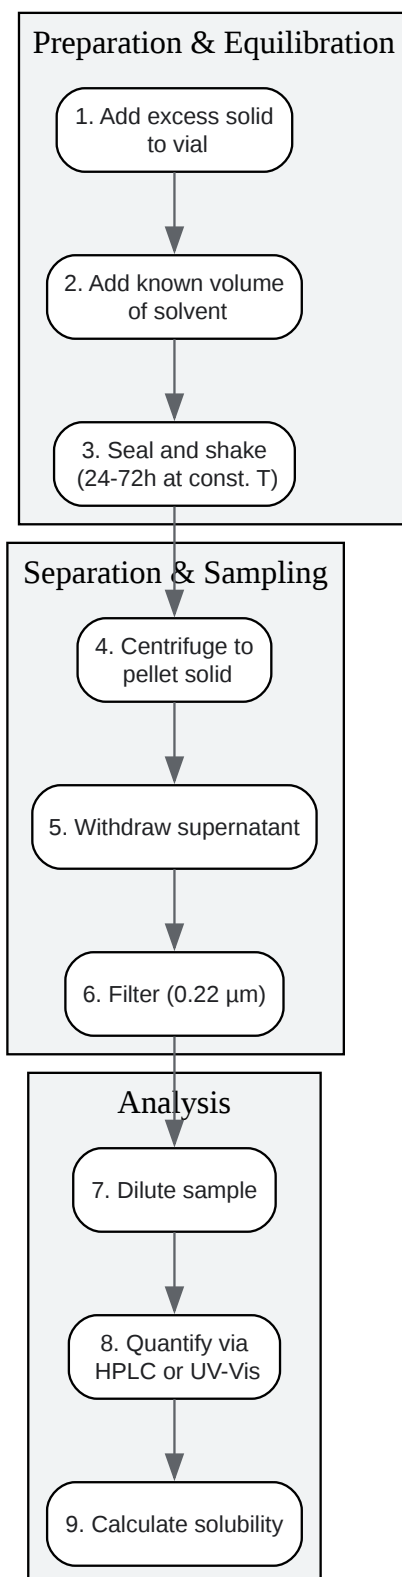 Preparation & Equilibration
1. Add excess solid
to vial
2. Add known volume
of solvent
3. Seal and shake
(24-72h at const. T)
Separation & Sampling
4. Centrifuge to
pellet solid
5. Withdraw supernatant
6. Filter (0.22 µm)
Analysis
7. Dilute sample
8. Quantify via
HPLC or UV-Vis
9. Calculate solubility